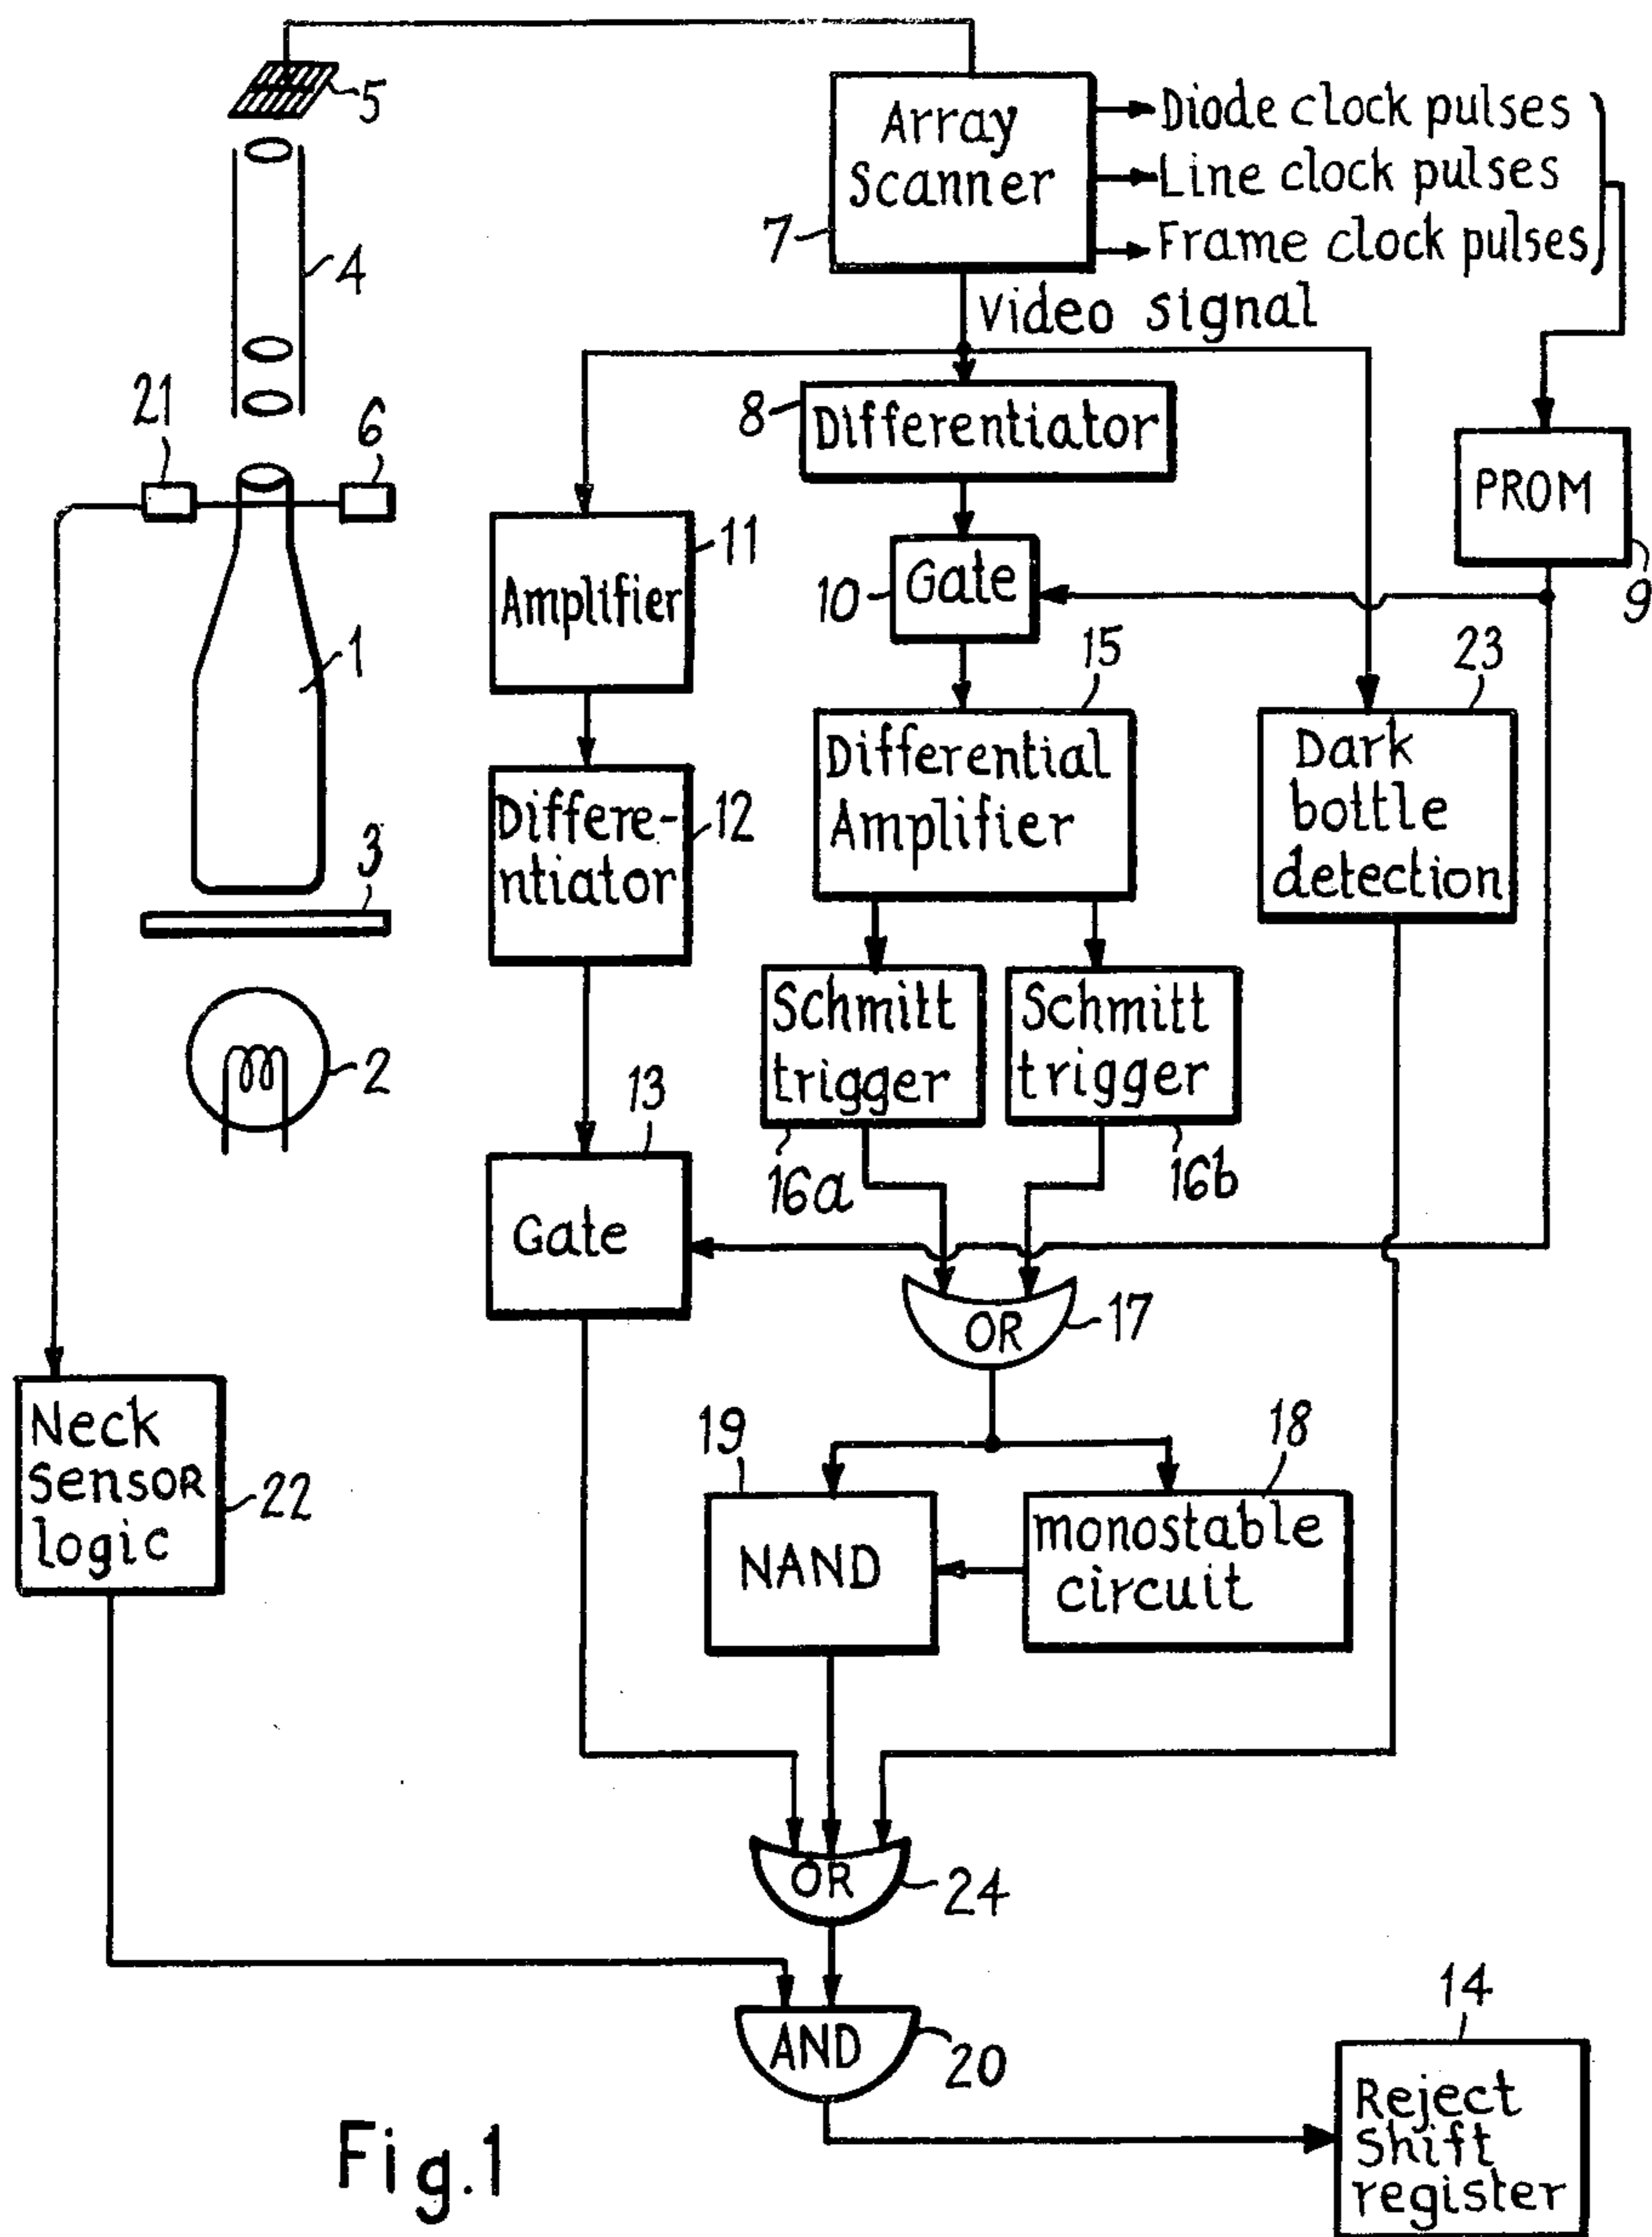 5
Array
Scanner
7
Diode clock pulses
Line clock pulses
Frame clock pulses
4
Video signal
21
6
8
Differentiator
PROM
9
11
Amplifier
10
Gate
1
15
23
Differential
Amplifier
Dark
bottle
detection
3
Differe-
ntiator
12
2
Schmitt
trigger
Schmitt
trigger
13
16a
16b
Gate
OR
17
Neck
Sensor
logic
22
19
18
NAND
monostable
circuit
OR
24
AND
20
14
Reject
Shift
register
Fig.1